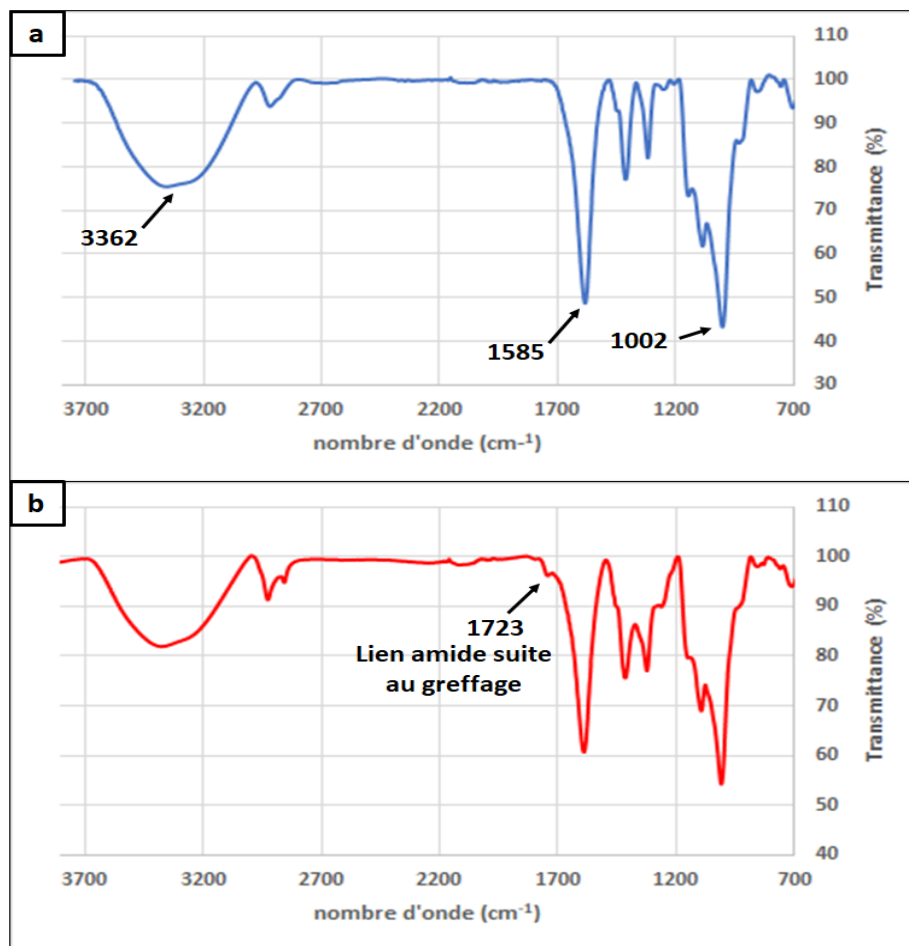 a
110
100
90
80
70
60
50
40
30
Transmittance (%)
3362
1585
1002
3700 3200 2700 2200 1700 1200 700
nombre d'onde (cm-¹)
b
110
100
90
80
70
60
50
40
Transmittance (%)
1723
Lien amide suite
au greffage
3700 3200 2700 2200 1700 1200 700
nombre d'onde (cm⁻¹)